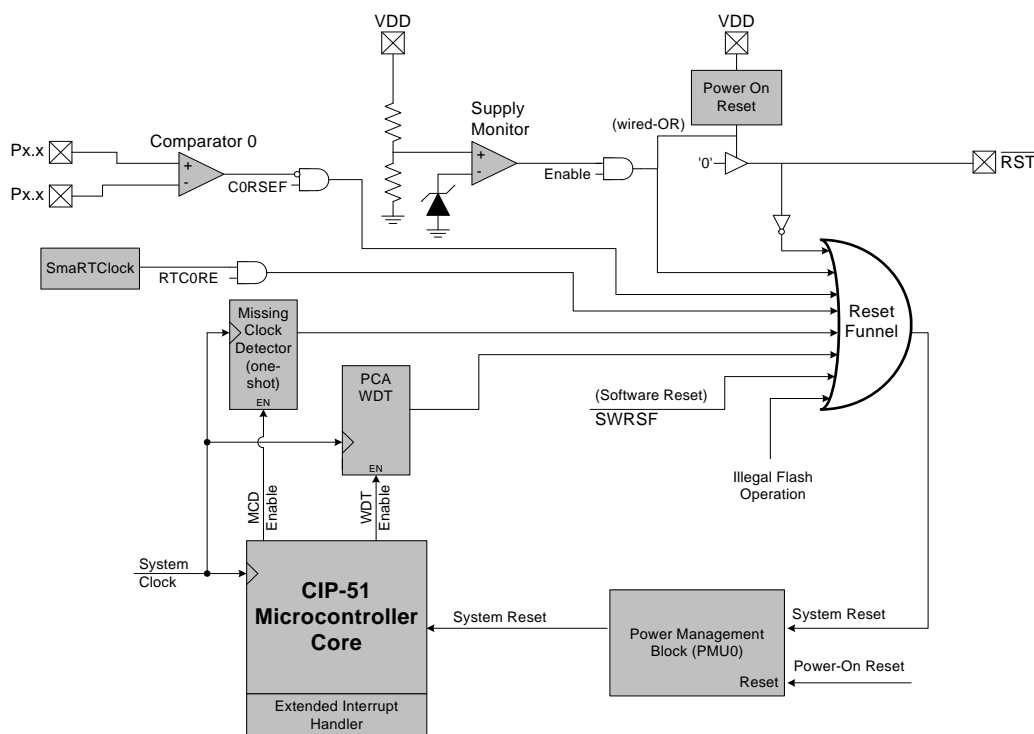 VDD
VDD
Power On
Reset
Supply
Monitor
(wired-OR)
Comparator 0
Px.x
+
-
+
-
'0'
RST
Enable
Px.x
C0RSEF
SmaRTClock
RTC0RE
Missing
Clock
Detector
(one-
shot)
EN
Reset
Funnel
PCA
WDT
EN
(Software Reset)
SWRSF
Illegal Flash
Operation
MCD
Enable
WDT
Enable
System
Clock
CIP-51
Microcontroller
Core
Extended Interrupt
Handler
System Reset
Power Management
Block (PMU0)
Reset
System Reset
Power-On Reset